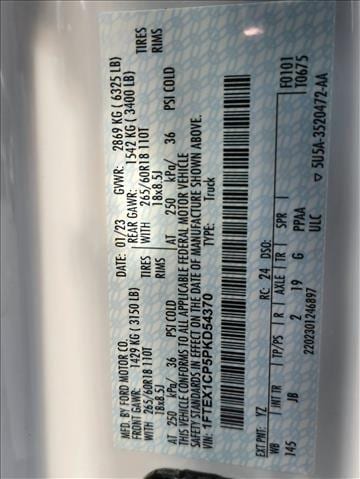 MFD. BY FORD MOTOR CO.
DATE: 01/23 GVWR: 2869 KG ( 6325 LB)
FRONT GAWR: REAR GAWR:
1429 KG ( 3150 LB) 1542 KG ( 3400 LB)
265/60R18 110T TIRES WITH 265/60R18 110T TIRES
18x8.5J RIMS 18x8.5J RIMS
AT 250 kPa/ 36 PSI COLD AT 250 kPa/ 36 PSI COLD
THIS VEHICLE CONFORMS TO ALL APPLICABLE FEDERAL MOTOR VEHICLE
SAFETY STANDARDS IN EFFECT ON THE DATE OF MANUFACTURE SHOWN ABOVE.
VIN: 1FTEX1CP5PKD54370 TYPE: Truck
F0101
T0675
EXT PNT: YZ RC: 24 DSO:
WB INT TR TP/PS R AXLE TR SPR
145 JB 2 19 G PPAA
ULC
2202301246897 5U5A-3520472-AA